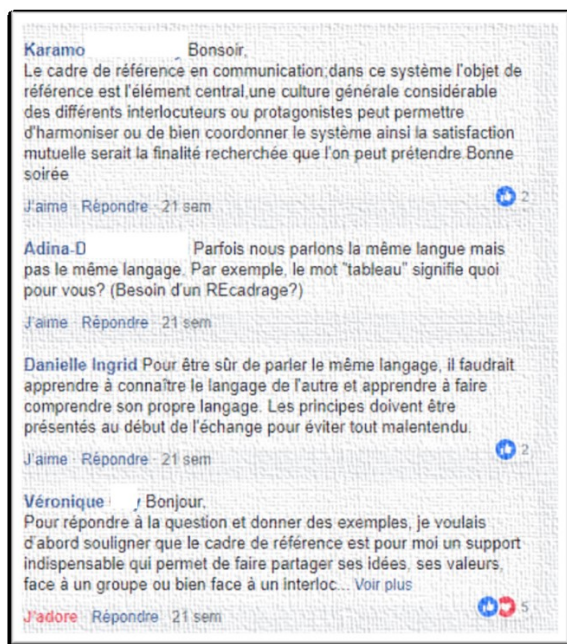 Karamo Bonsoir,
Le cadre de référence en communication;dans ce système l'objet de
référence est l'élément central,une culture générale considérable
des différents interlocuteurs ou protagonistes peut permettre
d'harmoniser ou de bien coordonner le système ainsi la satisfaction
mutuelle serait la finalité recherchée que l'on peut prétendre.Bonne
soirée
J'aime · Répondre · 21 sem 2
Adina-D Parfois nous parlons la même langue mais
pas le même langage. Par exemple, le mot "tableau" signifie quoi
pour vous? (Besoin d'un REcadrage?)
J'aime · Répondre · 21 sem
Danielle Ingrid Pour être sûr de parler le même langage, il faudrait
apprendre à connaître le langage de l'autre et apprendre à faire
comprendre son propre langage. Les principes doivent être
présentés au début de l'échange pour éviter tout malentendu.
J'aime · Répondre · 21 sem 2
Véronique Bonjour,
Pour répondre à la question et donner des exemples, je voulais
d'abord souligner que le cadre de référence est pour moi un support
indispensable qui permet de faire partager ses idées, ses valeurs,
face à un groupe ou bien face à un interloc... Voir plus
J'adore · Répondre · 21 sem 5